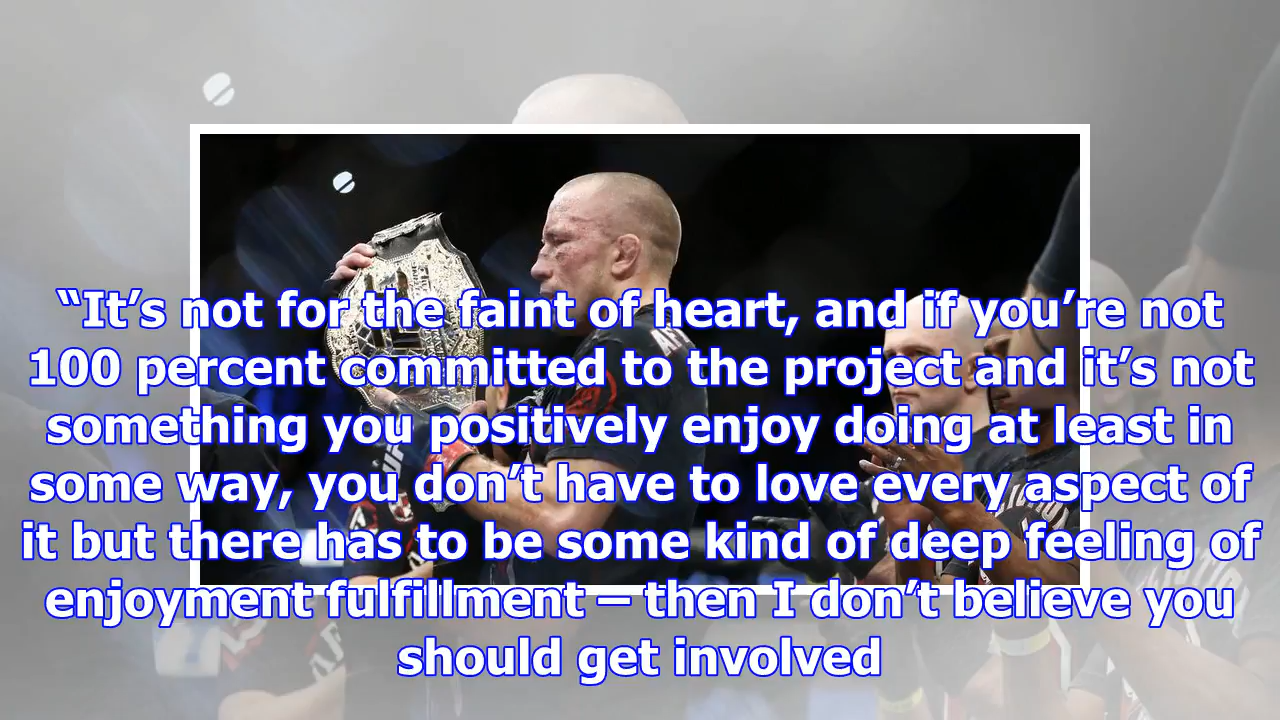 “It’s not for the faint of heart, and if you’re not
100 percent committed to the project and it’s not
something you positively enjoy doing at least in
some way, you don’t have to love every aspect of
it but there has to be some kind of deep feeling of
enjoyment fulfillment – then I don’t believe you
should get involved